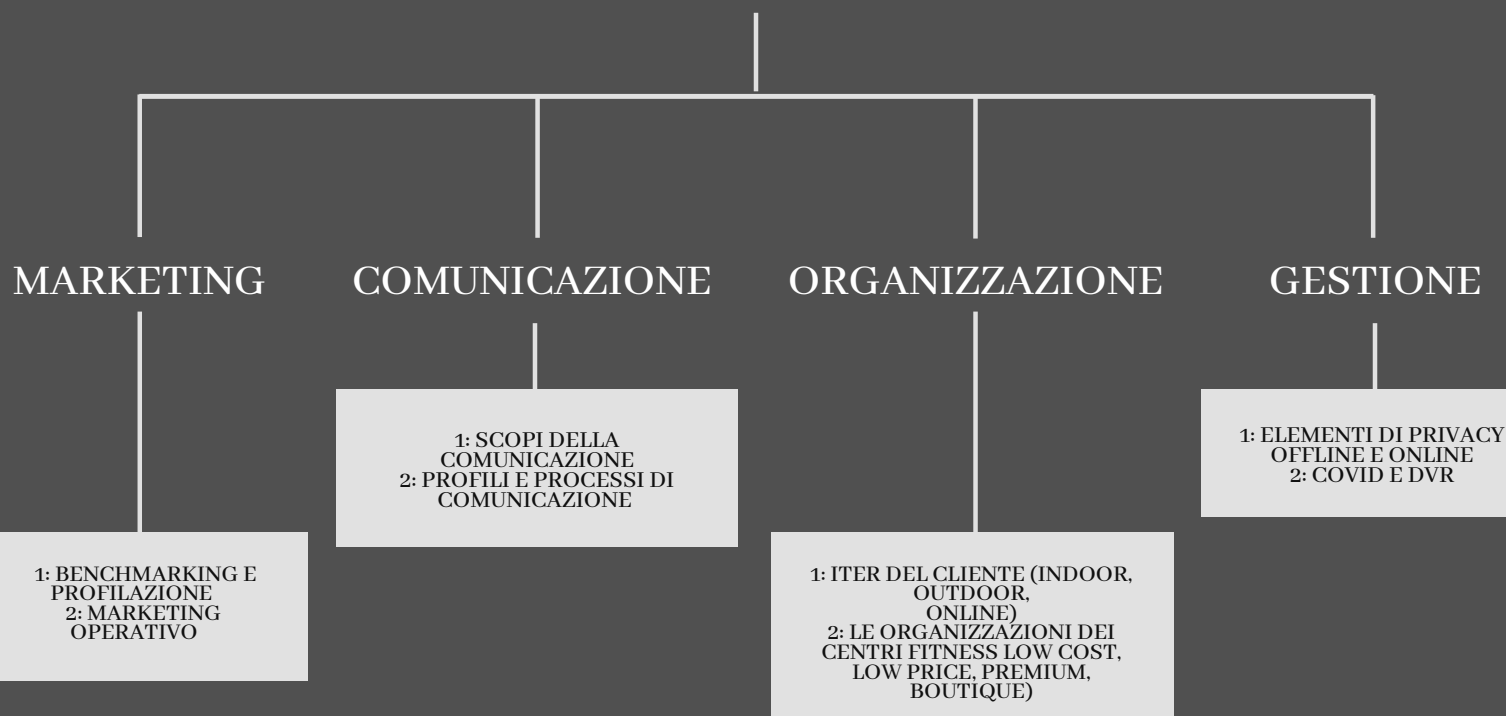 MARKETING
COMUNICAZIONE
ORGANIZZAZIONE
GESTIONE
1: BENCHMARKING E
PROFILAZIONE
2: MARKETING
OPERATIVO
1: SCOPI DELLA
COMUNICAZIONE
2: PROFILI E PROCESSI DI
COMUNICAZIONE
1: ITER DEL CLIENTE (INDOOR,
OUTDOOR,
ONLINE)
2: LE ORGANIZZAZIONI DEI
CENTRI FITNESS LOW COST,
LOW PRICE, PREMIUM,
BOUTIQUE)
1: ELEMENTI DI PRIVACY
OFFLINE E ONLINE
2: COVID E DVR